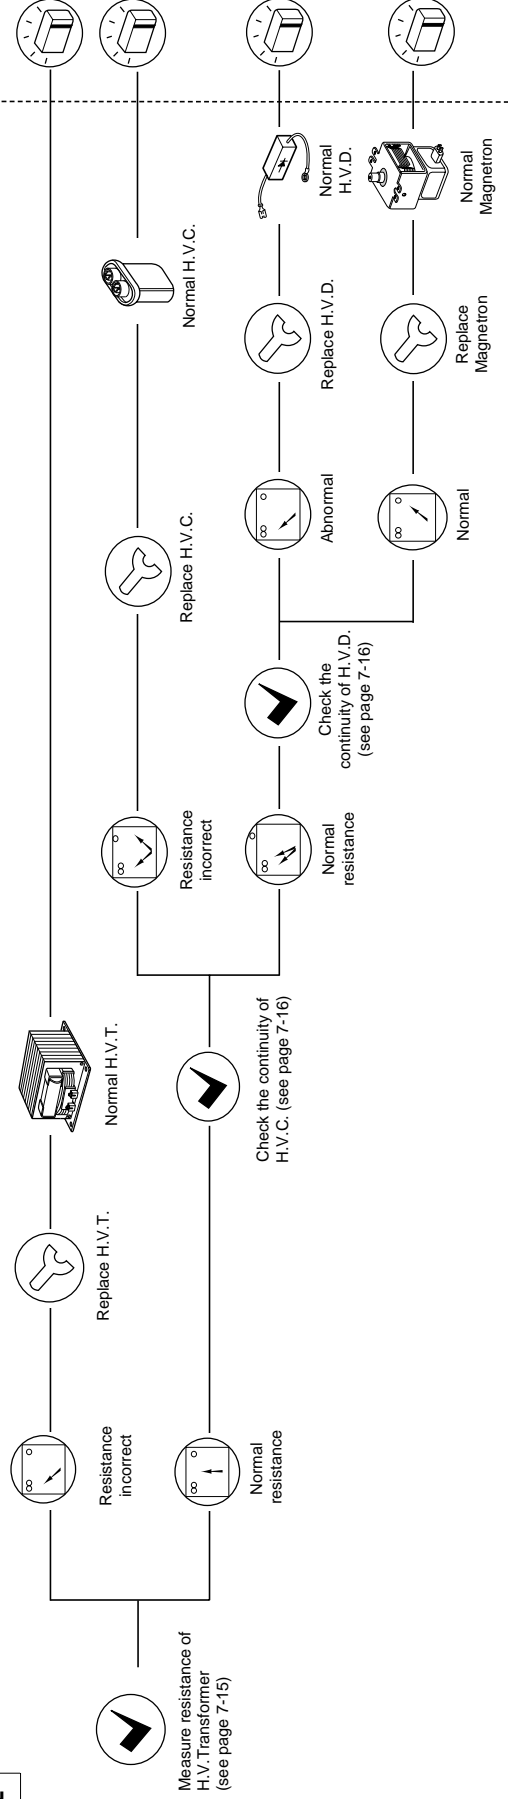 Measure resistance of
H.V.Transformer
(see page 7-15)
Resistance
incorrect
Replace H.V.T.
Normal H.V.T.
Normal
resistance
Check the continuity of
H.V.C. (see page 7-16)
Resistance
incorrect
Replace H.V.C.
Normal H.V.C.
Normal
resistance
Check the
continuity of H.V.D.
(see page 7-16)
Abnormal
Replace H.V.D.
Normal
H.V.D.
Normal
Replace
Magnetron
Normal
Magnetron